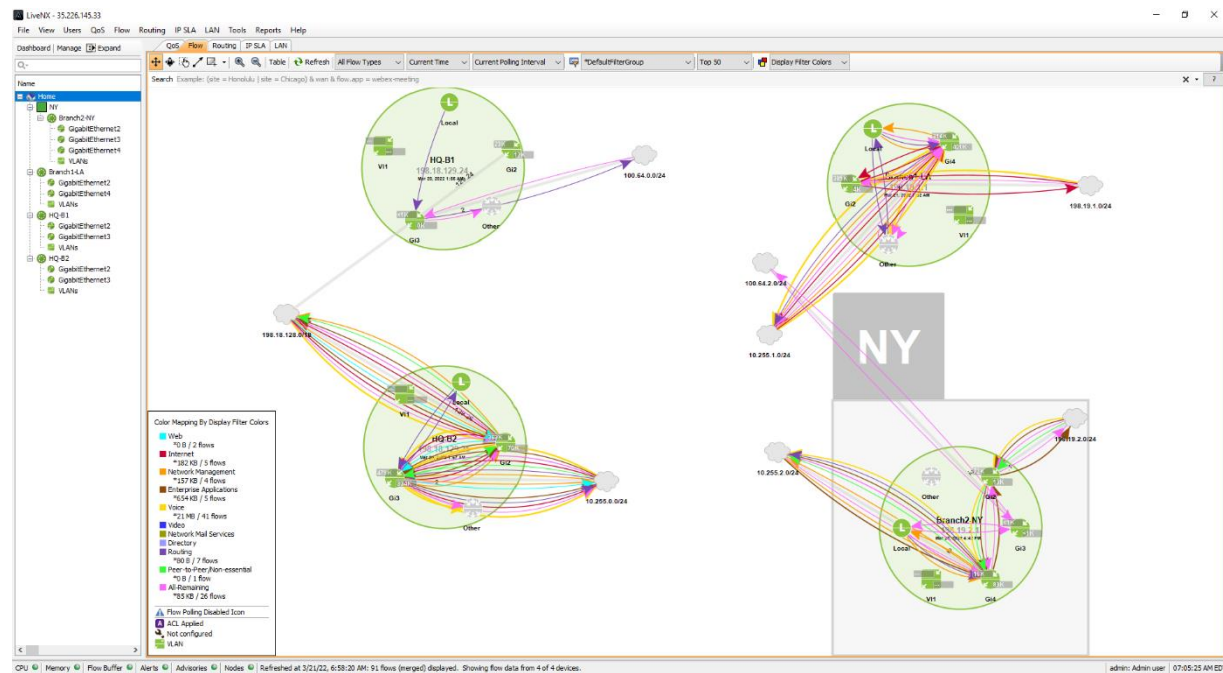 LiveNX - 35.226.145.33
File View Users QoS Flow Routing IP SLA LAN Tools Reports Help
Dashboard | Manage Expand
QoS Flow Routing IP SLA LAN
Table Refresh All Flow Types Current Time Current Polling Interval *DefaultFilterGroup Top 50 Display Filter Colors
Search Example: (site = Honolulu | site = Chicago) & wan & flow.app = webex-meeting
Name
Home
NY
Branch2-NY
GigabitEthernet2
GigabitEthernet3
GigabitEthernet4
VLANs
Branch1-LA
GigabitEthernet2
GigabitEthernet4
VLANs
HQ-B1
GigabitEthernet2
GigabitEthernet3
VLANs
HQ-B2
GigabitEthernet2
GigabitEthernet3
VLANs
Local
Vl1
HQ-B1
198.18.129.24
Gi2
Gi3
Other
100.64.0.0/24
Local
Gi4
Gi2
Vl1
Other
198.19.1.0/24
100.64.2.0/24
10.255.1.0/24
NY
198.18.128.0/18
Vl1
Local
HQ-B2
Gi2
Gi3
Other
10.255.0.0/24
10.255.2.0/24
Other
Branch2-NY
198.19.2.1
Local
Gi3
Vl1
Gi4
Color Mapping By Display Filter Colors
Web
*0 B / 2 flows
Internet
*182 KB / 5 flows
Network Management
*157 KB / 4 flows
Enterprise Applications
*654 KB / 5 flows
Voice
*21 MB / 41 flows
Video
Network Mail Services
Directory
Routing
*80 B / 7 flows
Peer-to-Peer/Non-essential
*0 B / 1 flow
All-Remaining
*85 KB / 26 flows
Flow Polling Disabled Icon
A ACL Applied
Not configured
VLAN
CPU Memory Flow Buffer Alerts Advisories Nodes Refreshed at 3/21/22, 6:58:20 AM: 91 flows (merged) displayed. Showing flow data from 4 of 4 devices.
admin: Admin user 07:05:25 AM ED